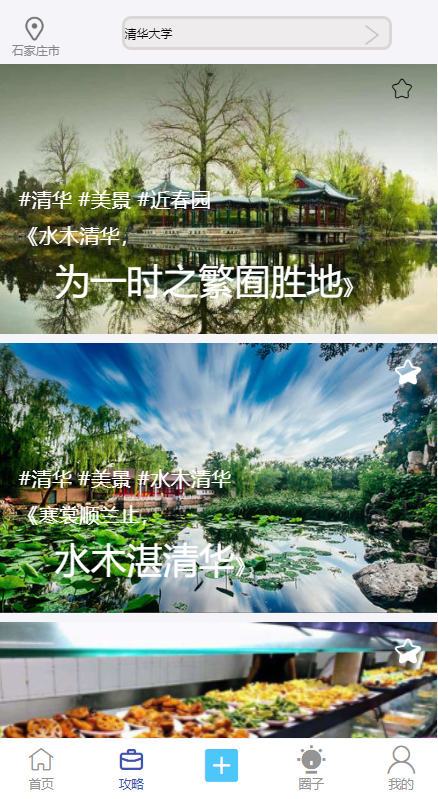 石家庄市
清华大学
#清华 #美景 #近春园
《水木清华，
为一时之繁囿胜地》
#清华 #美景 #水木清华
《寒裳顺兰止，
水木湛清华》
首页
攻略
圈子
我的